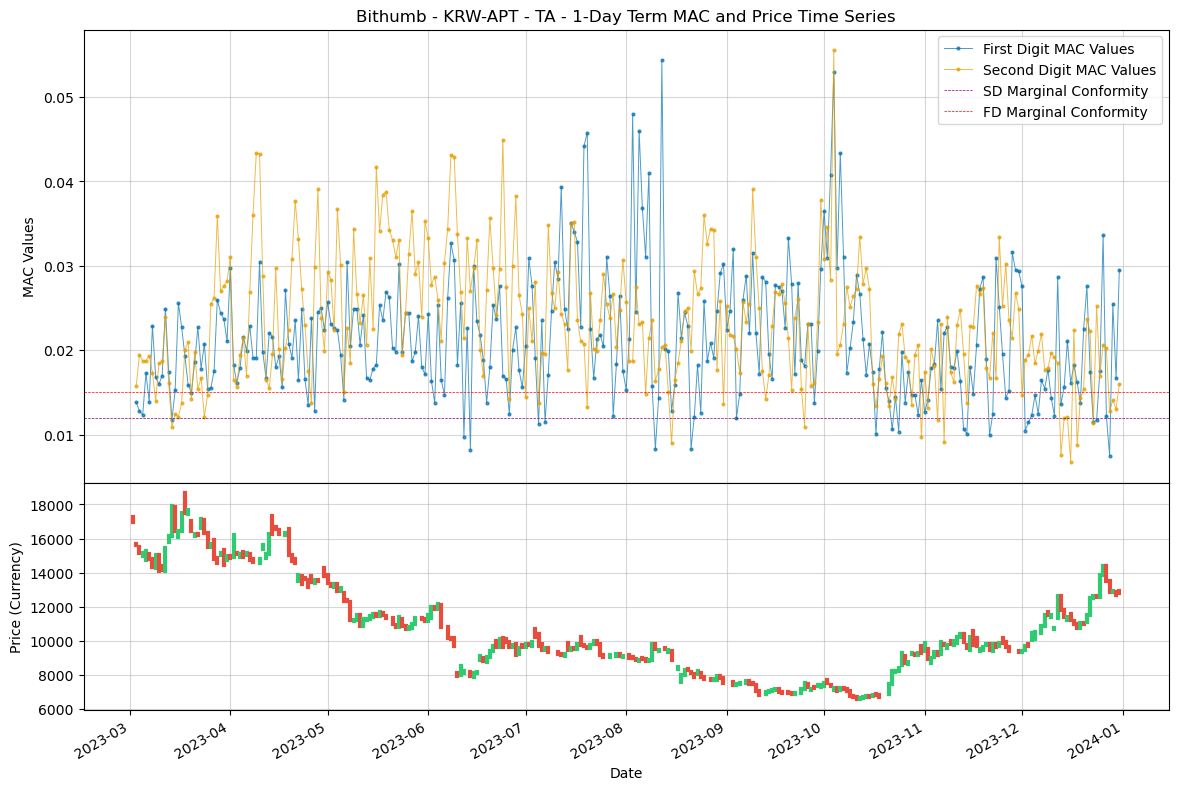 Bithumb - KRW-APT - TA - 1-Day Term MAC and Price Time Series
First Digit MAC Values
Second Digit MAC Values
SD Marginal Conformity
FD Marginal Conformity
MAC Values
0.05
0.04
0.03
0.02
0.01
Price (Currency)
18000
16000
14000
12000
10000
8000
6000
2023-03
2023-04
2023-05
2023-06
2023-07
2023-08
2023-09
2023-10
2023-11
2023-12
2024-01
Date